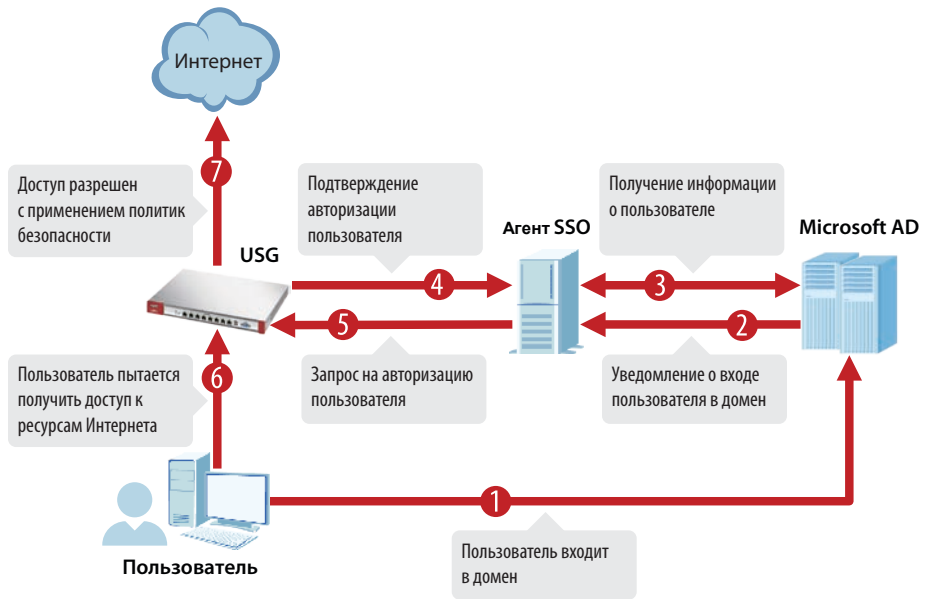 Интернет
7
Доступ разрешен
с применением политик
безопасности
Подтверждение
авторизации
пользователя
Получение информации
о пользователе
USG
Агент SSO
Microsoft AD
4
3
5
2
6
Пользователь пытается
получить доступ к
ресурсам Интернета
Запрос на авторизацию
пользователя
Уведомление о входе
пользователя в домен
1
Пользователь
Пользователь входит
в домен